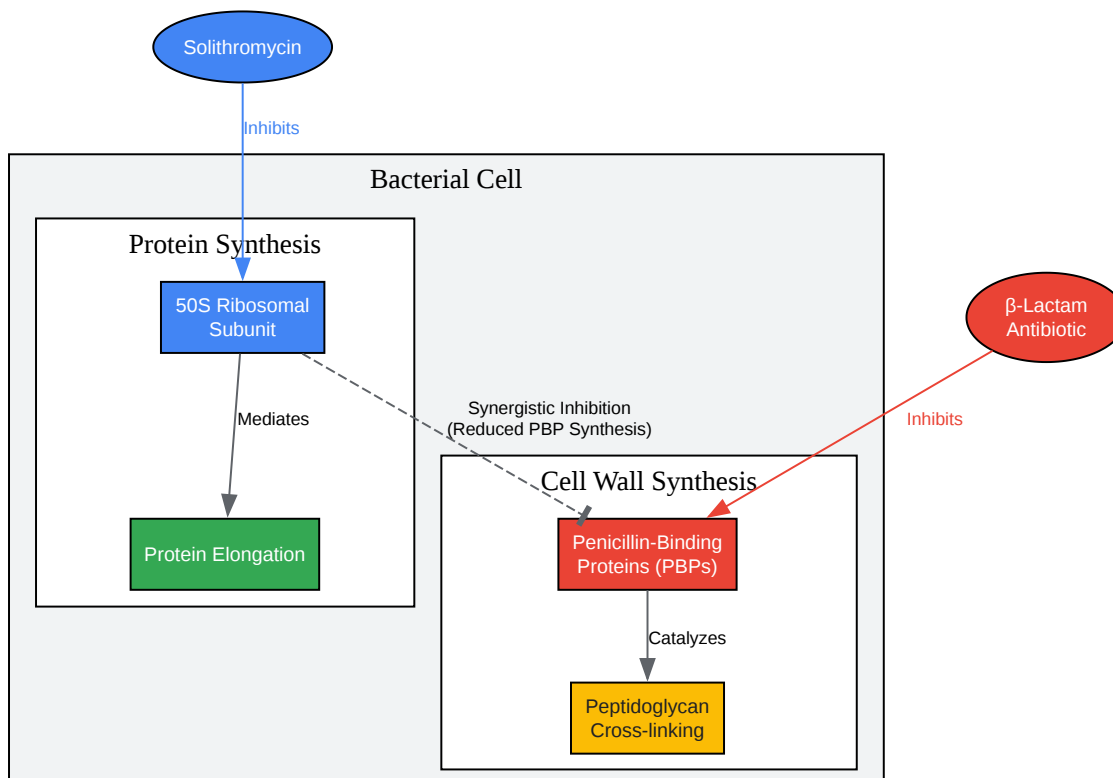 Solithromycin
Inhibits
Bacterial Cell
Protein Synthesis
50S Ribosomal
Subunit
β-Lactam
Antibiotic
Mediates
Synergistic Inhibition
(Reduced PBP Synthesis)
Inhibits
Cell Wall Synthesis
Protein Elongation
Penicillin-Binding
Proteins (PBPs)
Catalyzes
Peptidoglycan
Cross-linking